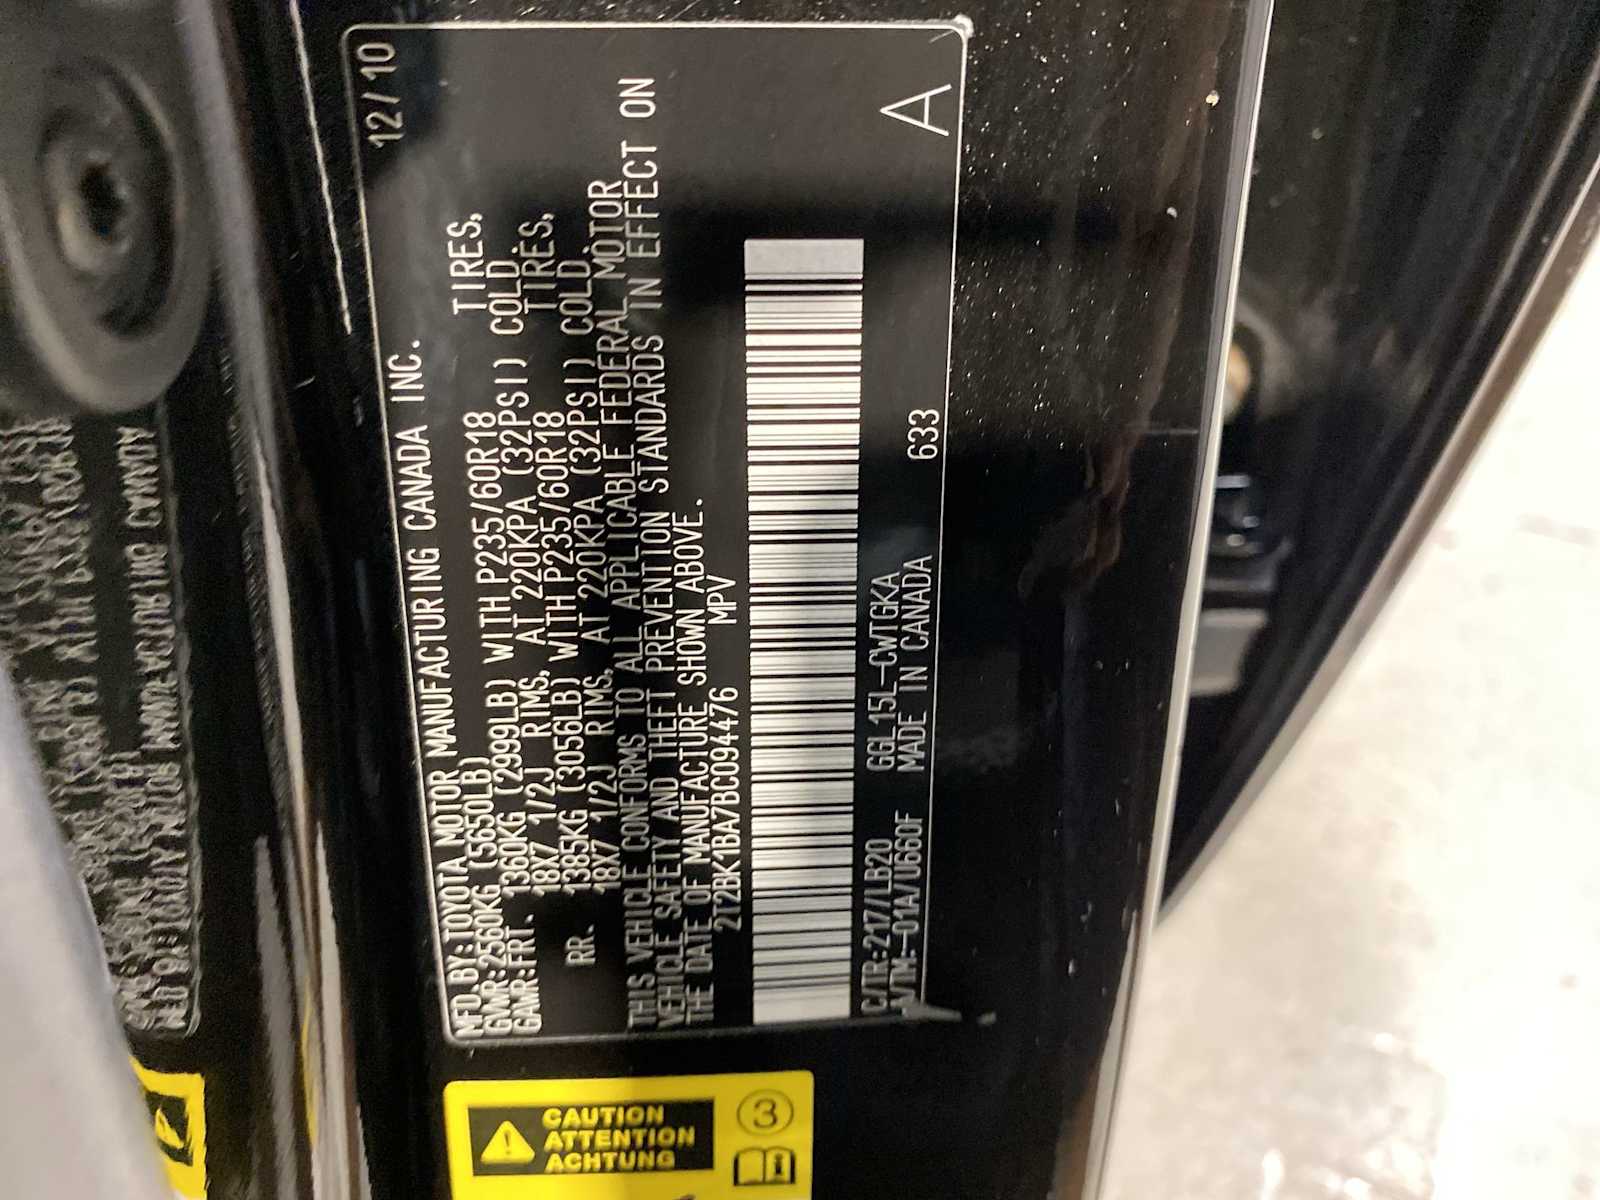 MFD.BY:TOYOTA MOTOR MANUFACTURING CANADA INC. 12/10
GVWR:2560KG (5650LB)
GAWR:FRT. 1360KG (2999LB) WITH P235/60R18 TIRES,
18X7 1/2J RIMS, AT 220KPA (32PSI) COLD.
RR. 1385KG (3056LB) WITH P235/60R18 TIRES,
18X7 1/2J RIMS, AT 220KPA (32PSI) COLD.
THIS VEHICLE CONFORMS TO ALL APPLICABLE FEDERAL MOTOR
VEHICLE SAFETY AND THEFT PREVENTION STANDARDS IN EFFECT ON
THE DATE OF MANUFACTURE SHOWN ABOVE.
2T2BK1BA7BC094476 MPV
C/TR:217/LB20 GGL15L-CWTGKA
A/TM:-01A/U660F MADE IN CANADA 633 A
CAUTION
ATTENTION
ACHTUNG
3